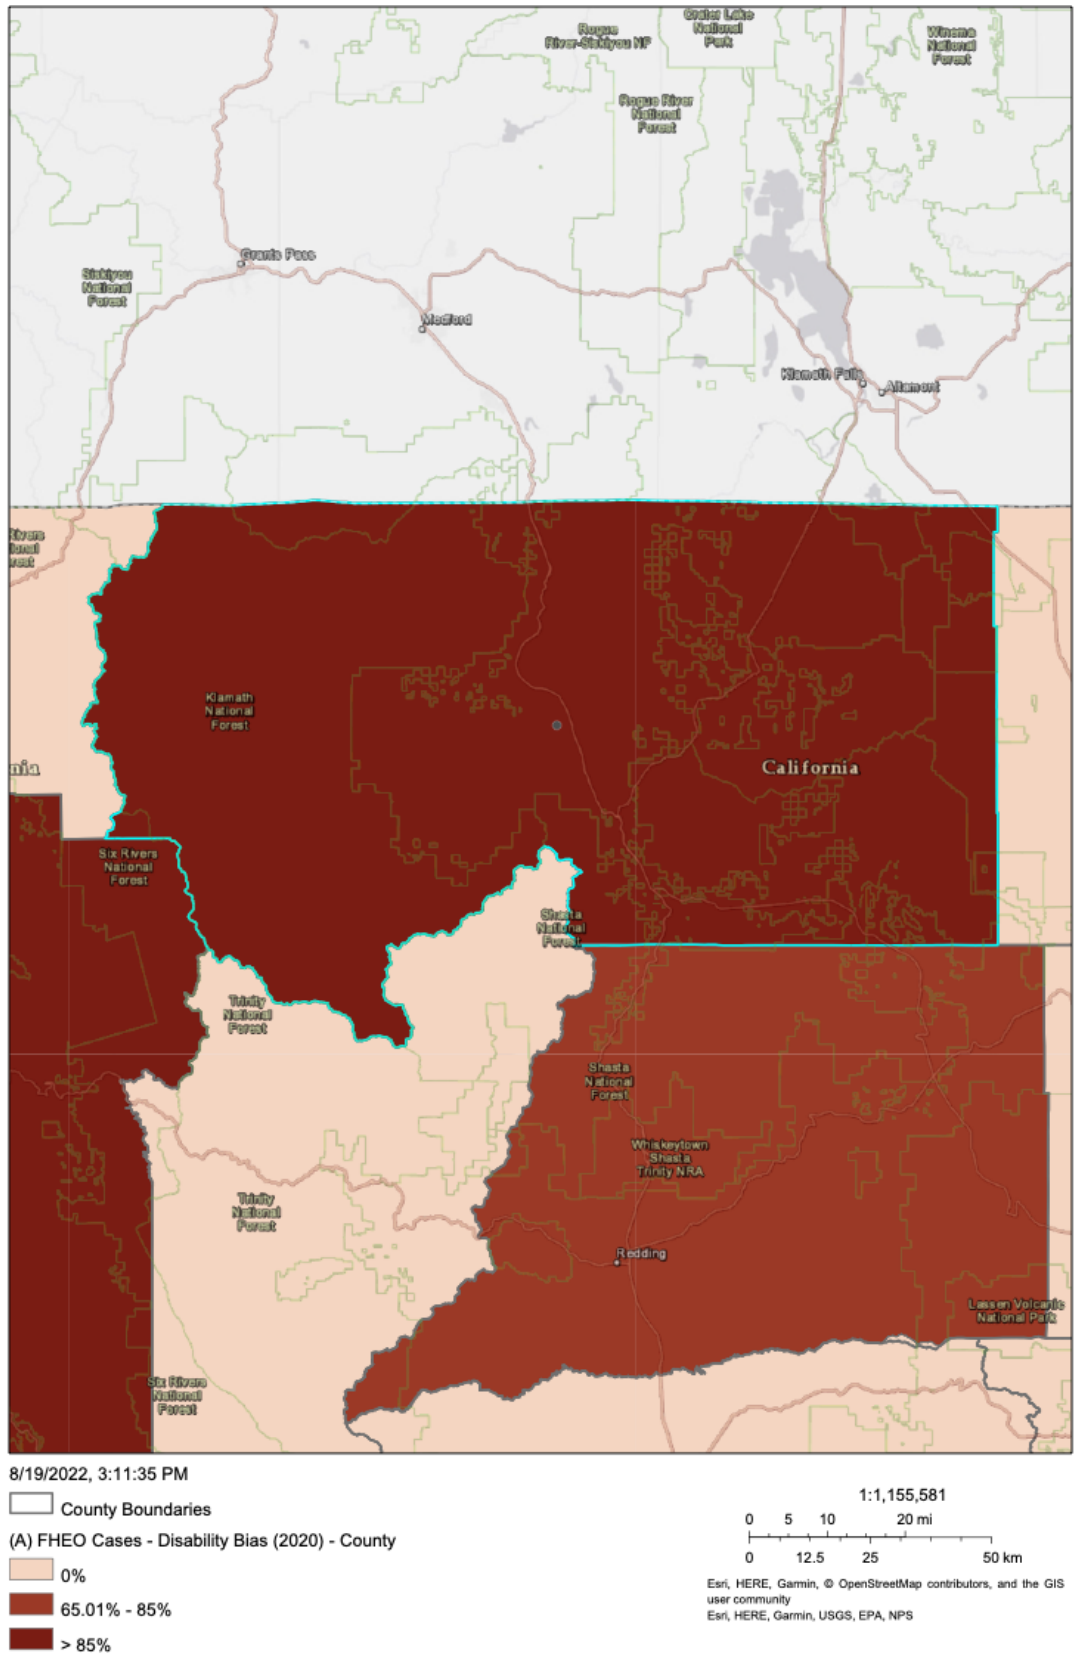 Crater Lake
National
Park
Rogue
River-Siskiyou NF
Winema
National
Forest
Rogue River
National
Forest
Grants Pass
Siskiyou
National
Forest
Medford
Klamath Falls
Altamont
Rivers
ional
rest
Klamath
National
Forest
nia
California
Six Rivers
National
Forest
Shasta
National
Forest
Trinity
National
Forest
Shasta
National
Forest
Whiskeytown
Shasta
Trinity NRA
Trinity
National
Forest
Redding
Lassen Volcanic
National Park
Six Rivers
National
Forest
8/19/2022, 3:11:35 PM
County Boundaries
(A) FHEO Cases - Disability Bias (2020) - County
0%
65.01% - 85%
> 85%
1:1,155,581
0 5 10 20 mi
0 12.5 25 50 km
Esri, HERE, Garmin, © OpenStreetMap contributors, and the GIS
user community
Esri, HERE, Garmin, USGS, EPA, NPS